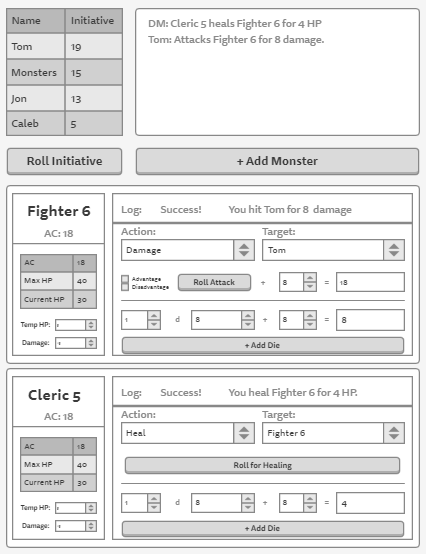 Name Initiative
Tom 19
Monsters 15
Jon 13
Caleb 5
DM: Cleric 5 heals Fighter 6 for 4 HP
Tom: Attacks Fighter 6 for 8 damage.
Roll Initiative
+ Add Monster
Fighter 6
AC: 18
AC 18
Max HP 40
Current HP 30
Temp HP:
Damage:
Log: Success! You hit Tom for 8 damage
Action: Target:
Damage Tom
Advantage
Disadvantage
Roll Attack + 8 = 18
1 d 8 + 8 = 8
+ Add Die
Cleric 5
AC: 18
AC 18
Max HP 40
Current HP 30
Temp HP:
Damage:
Log: Success! You heal Fighter 6 for 4 HP.
Action: Target:
Heal Fighter 6
Roll for Healing
1 d 8 + 8 = 4
+ Add Die